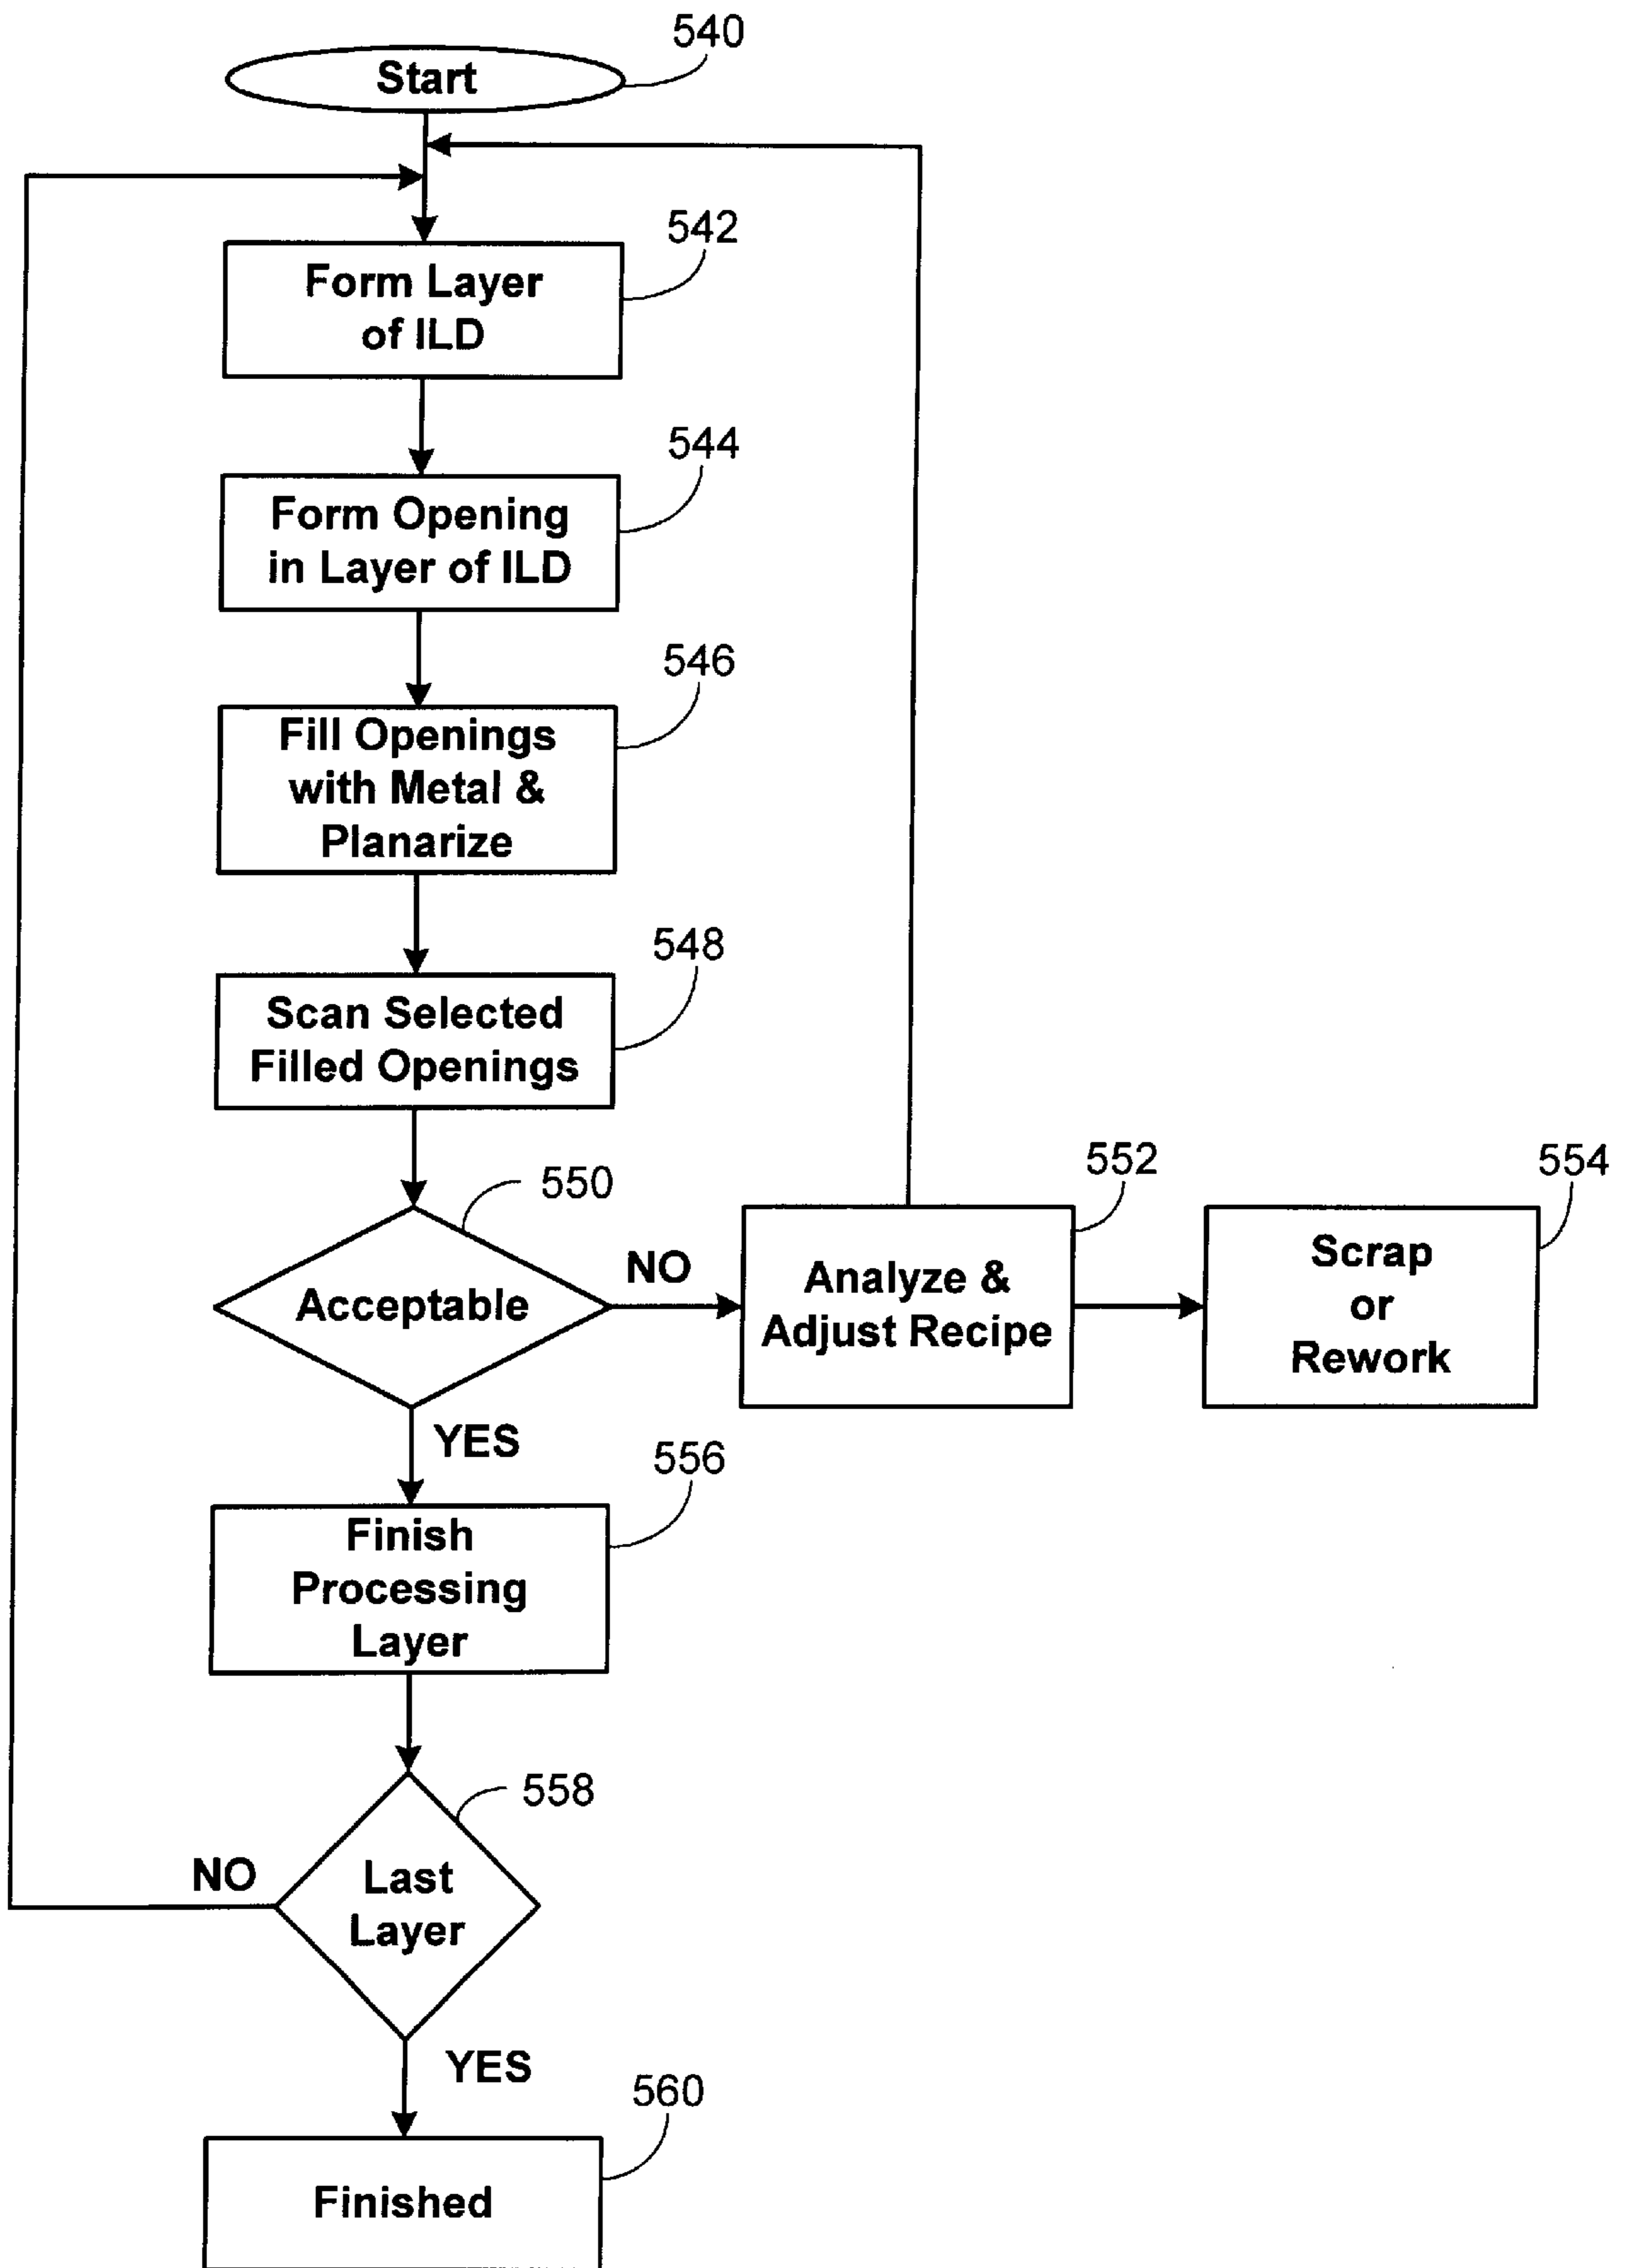 540
Start
542
Form Layer
of ILD
544
Form Opening
in Layer of ILD
546
Fill Openings
with Metal &
Planarize
548
Scan Selected
Filled Openings
550
Acceptable
NO
552
Analyze &
Adjust Recipe
554
Scrap
or
Rework
YES
556
Finish
Processing
Layer
558
Last
Layer
NO
YES
560
Finished